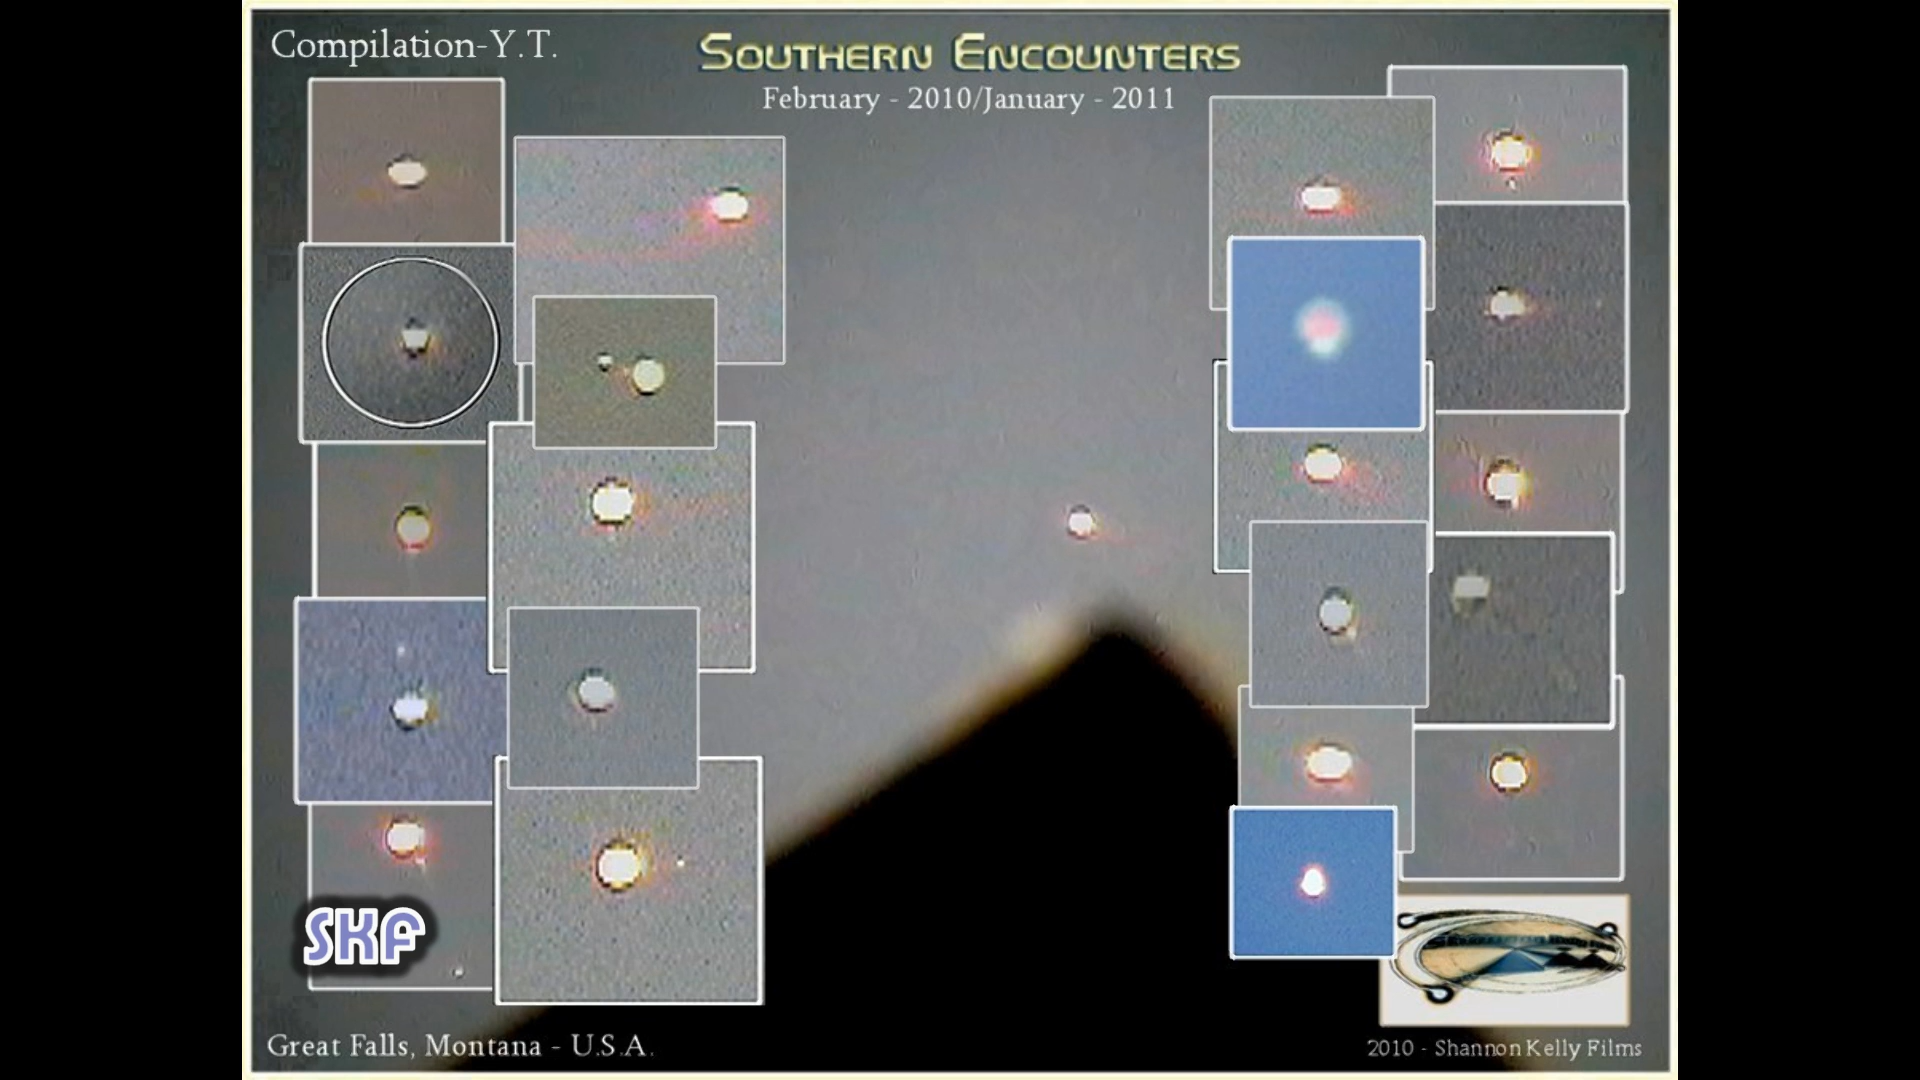 Compilation-Y.T.
SOUTHERN ENCOUNTERS
February - 2010/January - 2011
SKF
Great Falls, Montana - U.S.A.
2010 - Shannon Kelly Films